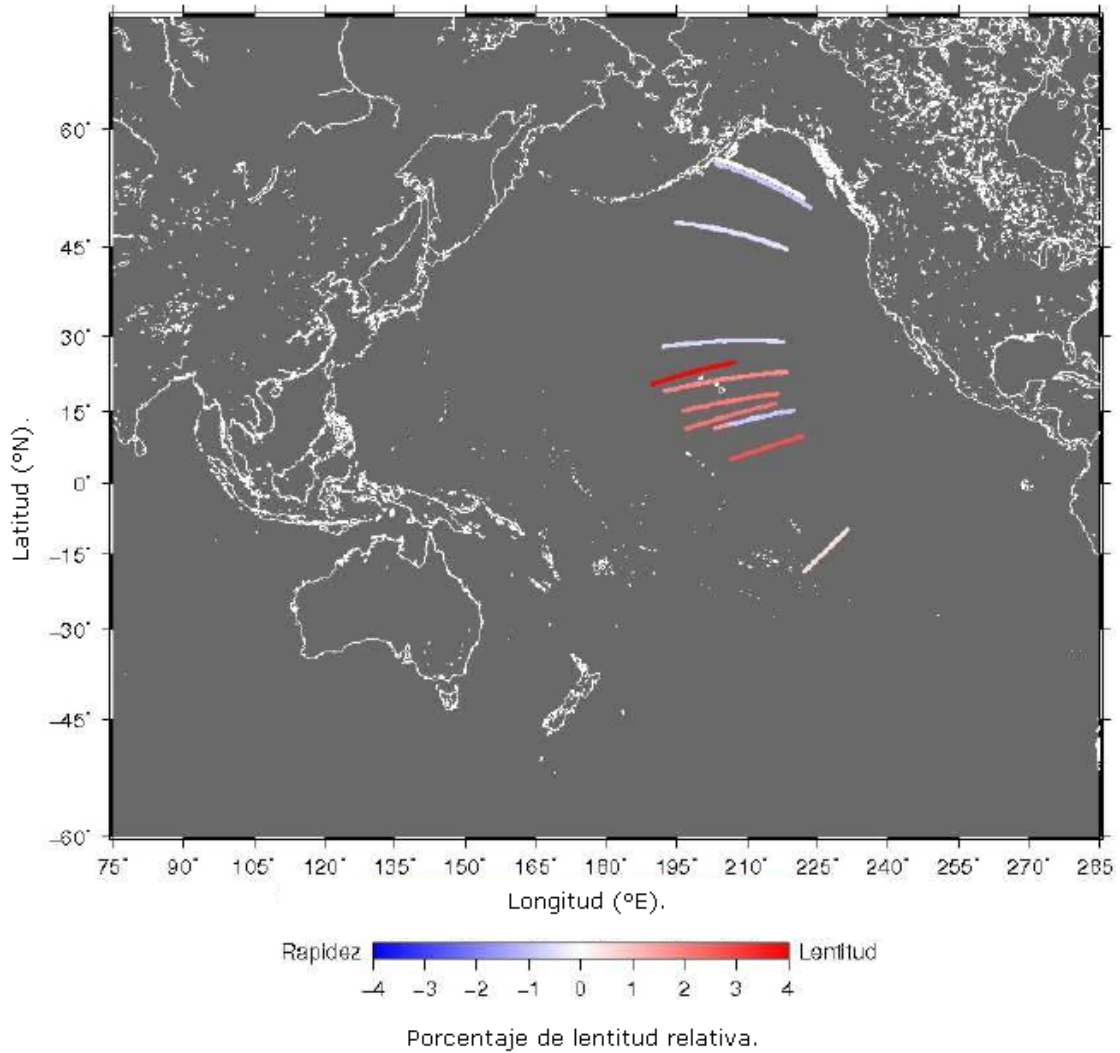 60°
45°
30°
15°
0°
−15°
−30°
−45°
−60°
Latitud (°N).
75° 90° 105° 120° 135° 150° 165° 180° 195° 210° 225° 240° 255° 270° 285°
Longitud (°E).
Rapidez Lentitud
−4 −3 −2 −1 0 1 2 3 4
Porcentaje de lentitud relativa.